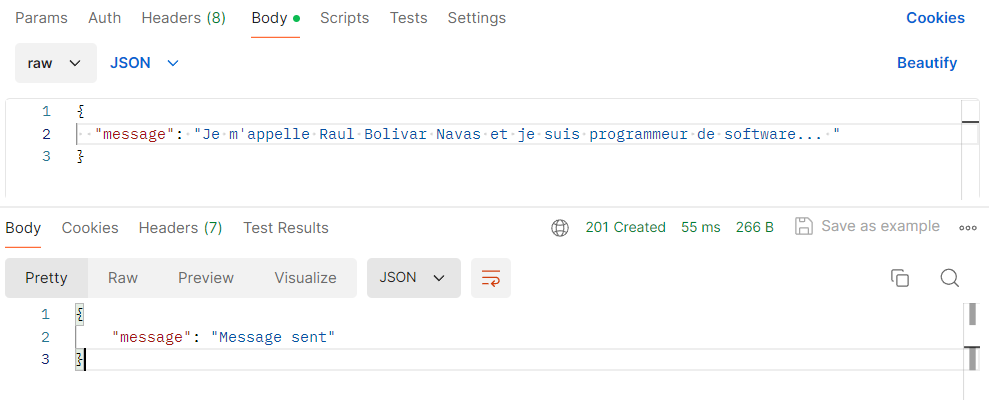 Params Auth Headers (8) Body Scripts Tests Settings Cookies
raw JSON Beautify
1 {
2 "message": "Je m'appelle Raul Bolivar Navas et je suis programmeur de software... "
3 }
Body Cookies Headers (7) Test Results 201 Created 55 ms 266 B Save as example
Pretty Raw Preview Visualize JSON
1 {
2 "message": "Message sent"
3 }